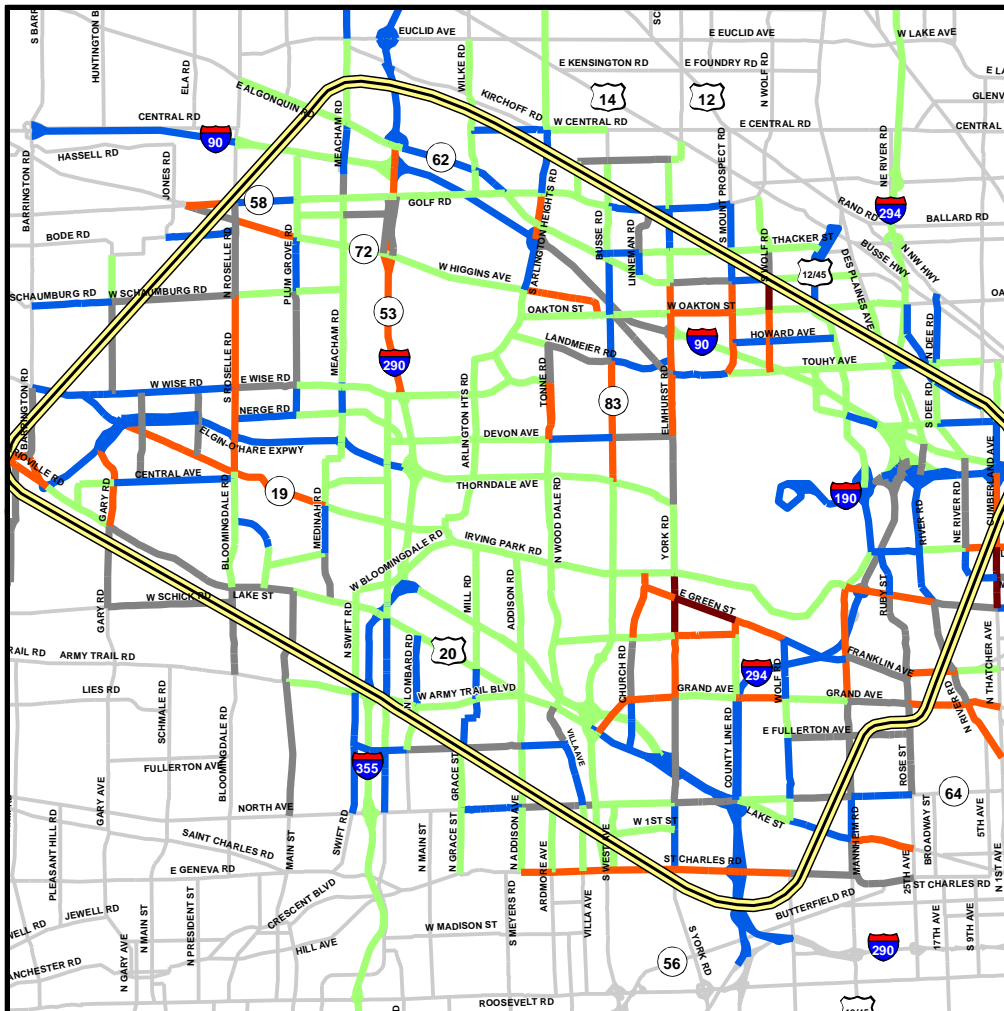 EUCLID AVE
E EUCLID AVE
W LAKE AVE
S BARR
HUNTINGTON B
ELA RD
WILKE RD
E KENSINGTON RD
E FOUNDRY RD
N WOLF RD
E ALGONQUIN RD
MEACHAM RD
KIRCHOFF RD
14
12
GLENV
CENTRAL RD
W CENTRAL RD
E CENTRAL RD
CENTRAL
90
HASSELL RD
62
JONES RD
BARRINGTON RD
S ARLINGTON HEIGHTS RD
S MOUNT PROSPECT RD
NE RIVER RD
RAND RD
294
BALLARD RD
58
GOLF RD
BODE RD
N ROSELLE RD
PLUM GROVE RD
72
W HIGGINS AVE
BUSSE RD
LINNEMAN RD
WOLF RD
THACKER ST
BUSSE HWY
N NW HWY
12/45
DES PLAINES AVE
SCHAUMBURG RD
W SCHAUMBURG RD
53
OAKTON ST
W OAKTON ST
HOWARD AVE
LANDMEIER RD
90
TOUHY AVE
N DEE RD
MEACHAM RD
290
S ROSELLE RD
W WISE RD
E WISE RD
TONNE RD
83
ELMHURST RD
S DEE RD
NERGE RD
ARLINGTON HTS RD
DEVON AVE
ELGIN-O'HARE EXPWY
BARRINGTON RD
CENTRAL AVE
THORNDALE AVE
19
190
GARY RD
BLOOMINGDALE RD
MEDINAH RD
N WOOD DALE RD
YORK RD
RIVER RD
NE RIVER RD
CUMBERLAND AVE
W BLOOMINGDALE RD
IRVING PARK RD
MILL RD
ADDISON RD
E GREEN ST
RUBY ST
W SCHICK RD
LAKE ST
GARY RD
N SWIFT RD
N LOMBARD RD
20
CHURCH RD
294
WOLF RD
FRANKLIN AVE
N THATCHER AVE
RAIL RD
ARMY TRAIL RD
LIES RD
SCHMALE RD
W ARMY TRAIL BLVD
GRAND AVE
GRAND AVE
N RIVER RD
BLOOMINGDALE RD
VILLA AVE
COUNTY LINE RD
E FULLERTON AVE
FULLERTON AVE
355
GRACE ST
ROSE ST
64
GARY AVE
NORTH AVE
PLEASANT HILL RD
SAINT CHARLES RD
MAIN ST
SWIFT RD
N MAIN ST
N GRACE ST
N ADDISON AVE
ARDMORE AVE
S WEST AVE
W 1ST ST
LAKE ST
MANNHEIM RD
25TH AVE
BROADWAY ST
5TH AVE
N 1ST AVE
E GENEVA RD
ST CHARLES RD
ST CHARLES RD
CRESCENT BLVD
BUTTERFIELD RD
JEWELL RD
N MAIN ST
N PRESIDENT ST
W MADISON ST
S MEYERS RD
VILLA AVE
S YORK RD
17TH AVE
S 9TH AVE
HILL AVE
N GARY AVE
56
290
ROOSEVELT RD